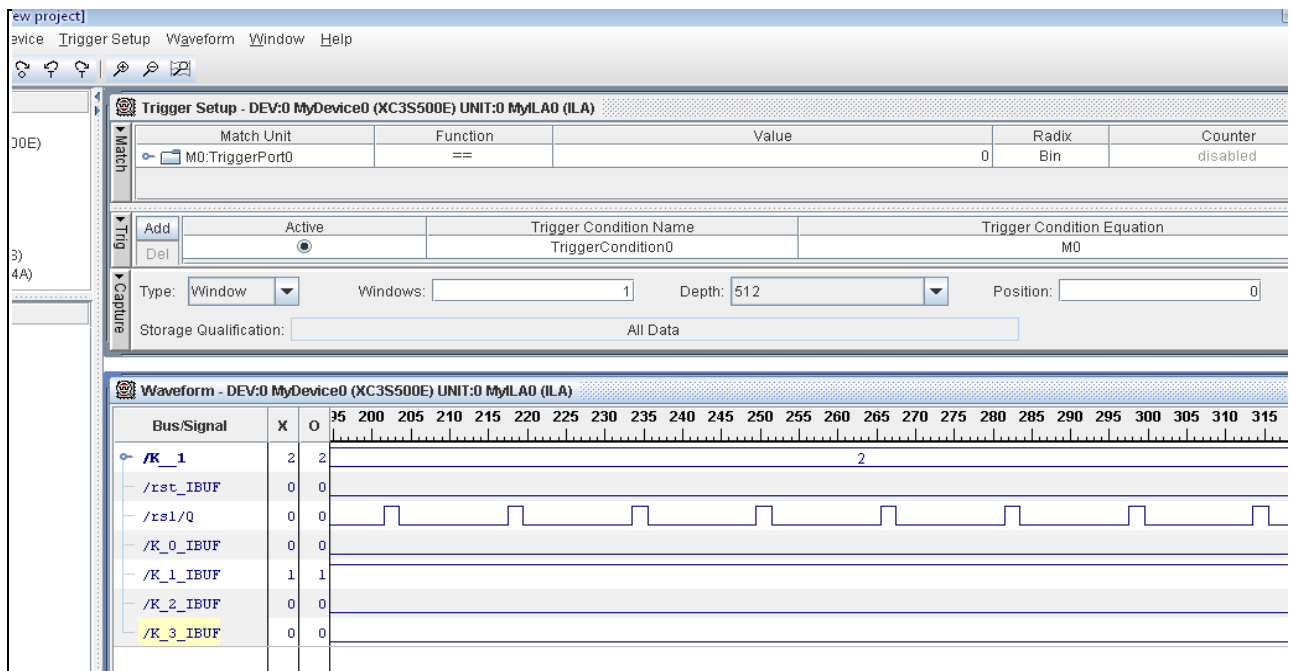 ew project]
evice Trigger Setup Waveform Window Help
Trigger Setup - DEV:0 MyDevice0 (XC3S500E) UNIT:0 MyILA0 (ILA)
00E)
Match
Match Unit Function Value Radix Counter
M0:TriggerPort0 == 0 Bin disabled
Trig
Add Active Trigger Condition Name Trigger Condition Equation
Del TriggerCondition0 M0
6)
4A)
Capture
Type: Window Windows: 1 Depth: 512 Position: 0
Storage Qualification: All Data
Waveform - DEV:0 MyDevice0 (XC3S500E) UNIT:0 MyILA0 (ILA)
Bus/Signal X O 95 200 205 210 215 220 225 230 235 240 245 250 255 260 265 270 275 280 285 290 295 300 305 310 315
/K__1 2 2 2
/rst_IBUF 0 0
/rsl/Q 0 0
/K_0_IBUF 0 0
/K_1_IBUF 1 1
/K_2_IBUF 0 0
/K_3_IBUF 0 0